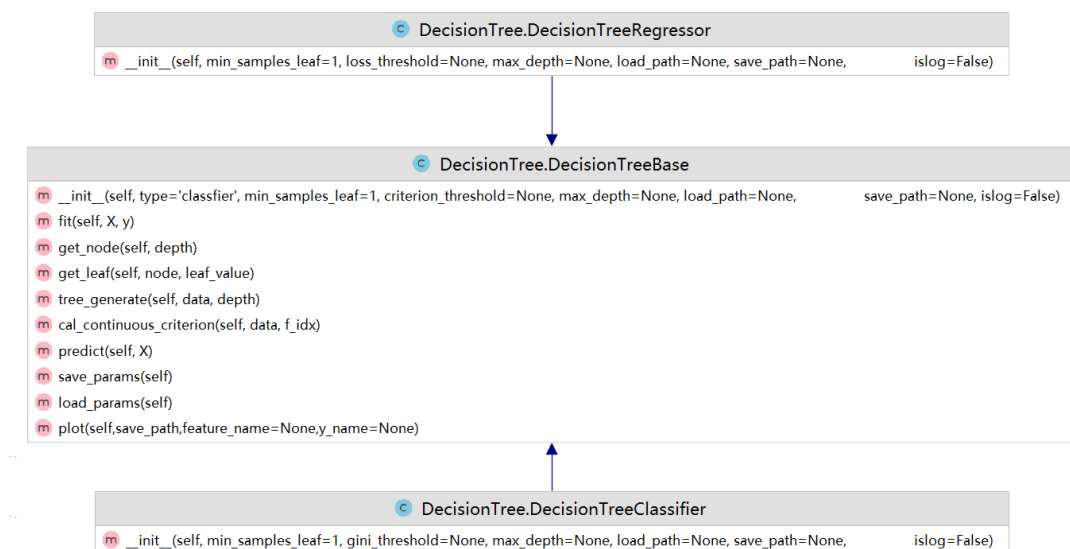 C DecisionTree.DecisionTreeRegressor
m __init__(self, min_samples_leaf=1, loss_threshold=None, max_depth=None, load_path=None, save_path=None, islog=False)
C DecisionTree.DecisionTreeBase
m __init__(self, type='classfier', min_samples_leaf=1, criterion_threshold=None, max_depth=None, load_path=None, save_path=None, islog=False)
m fit(self, X, y)
m get_node(self, depth)
m get_leaf(self, node, leaf_value)
m tree_generate(self, data, depth)
m cal_continuous_criterion(self, data, f_idx)
m predict(self, X)
m save_params(self)
m load_params(self)
m plot(self,save_path,feature_name=None,y_name=None)
C DecisionTree.DecisionTreeClassifier
m __init__(self, min_samples_leaf=1, gini_threshold=None, max_depth=None, load_path=None, save_path=None, islog=False)